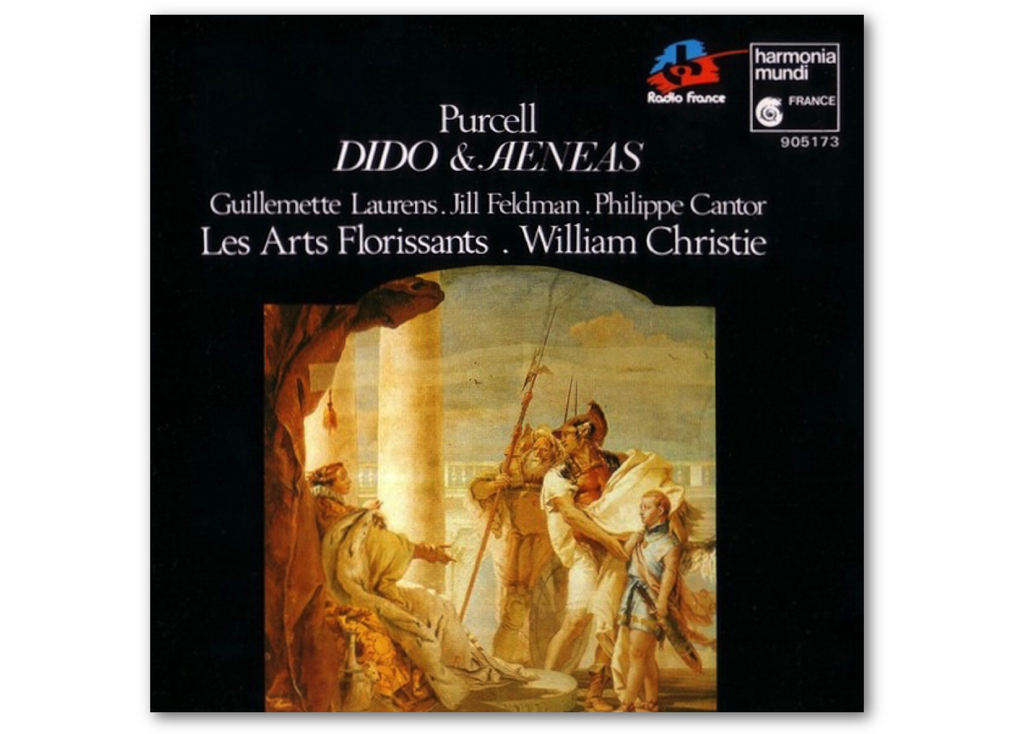 Radio France
harmonia
mundi
FRANCE
905173
Purcell
DIDO & AENEAS
Guillemette Laurens . Jill Feldman . Philippe Cantor
Les Arts Florissants . William Christie